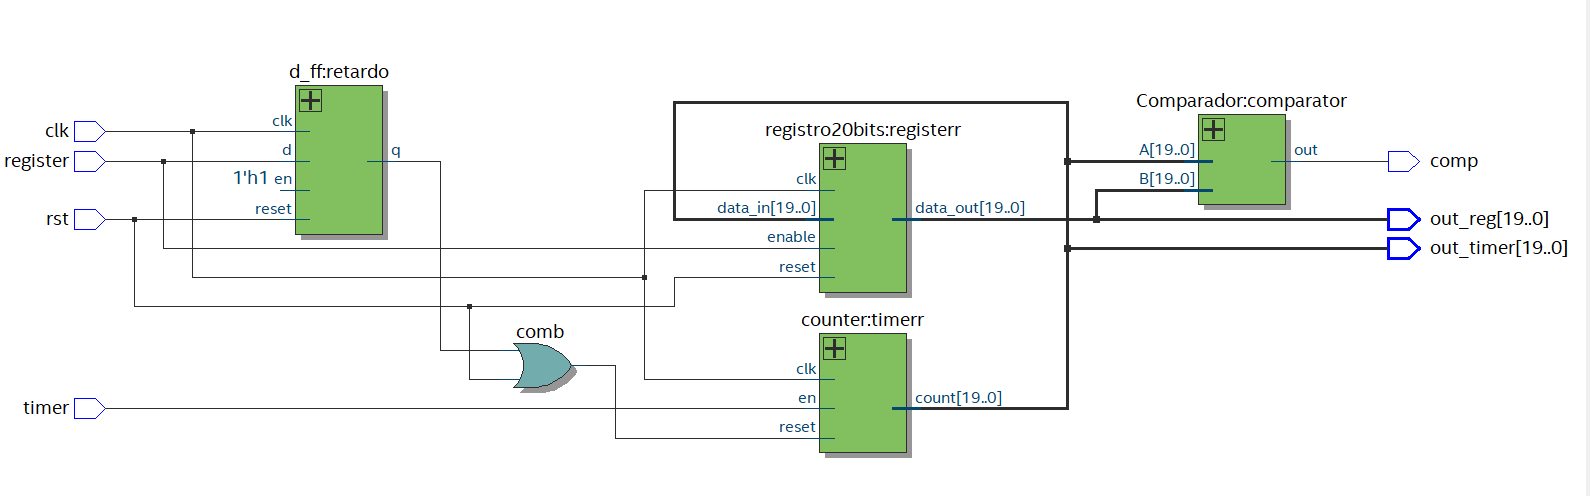 d_ff:retardo
clk
register
rst
clk
d
1'h1 en
reset
q
registro20bits:registerr
clk
data_in[19..0]
enable
reset
data_out[19..0]
Comparador:comparator
A[19..0]
B[19..0]
out
comp
out_reg[19..0]
out_timer[19..0]
comb
timer
counter:timerr
clk
en
reset
count[19..0]